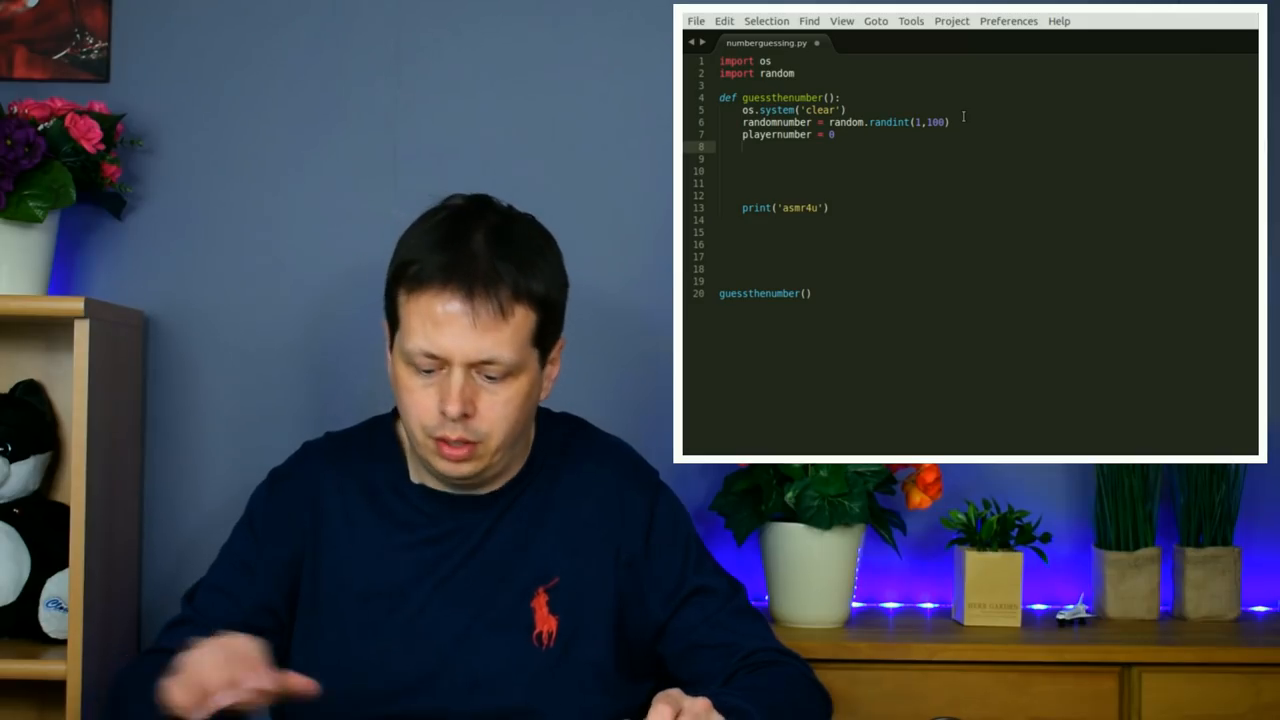 File Edit Selection Find View Goto Tools Project Preferences Help
numberguessing.py
1 import os
2 import random
3
4 def guessthenumber():
5 os.system('clear')
6 randomnumber = random.randint(1,100)
7 playernumber = 0
8
9
10
11
12
13 print('asmr4u')
14
15
16
17
18
19
20 guessthenumber()
HERB GARDEN